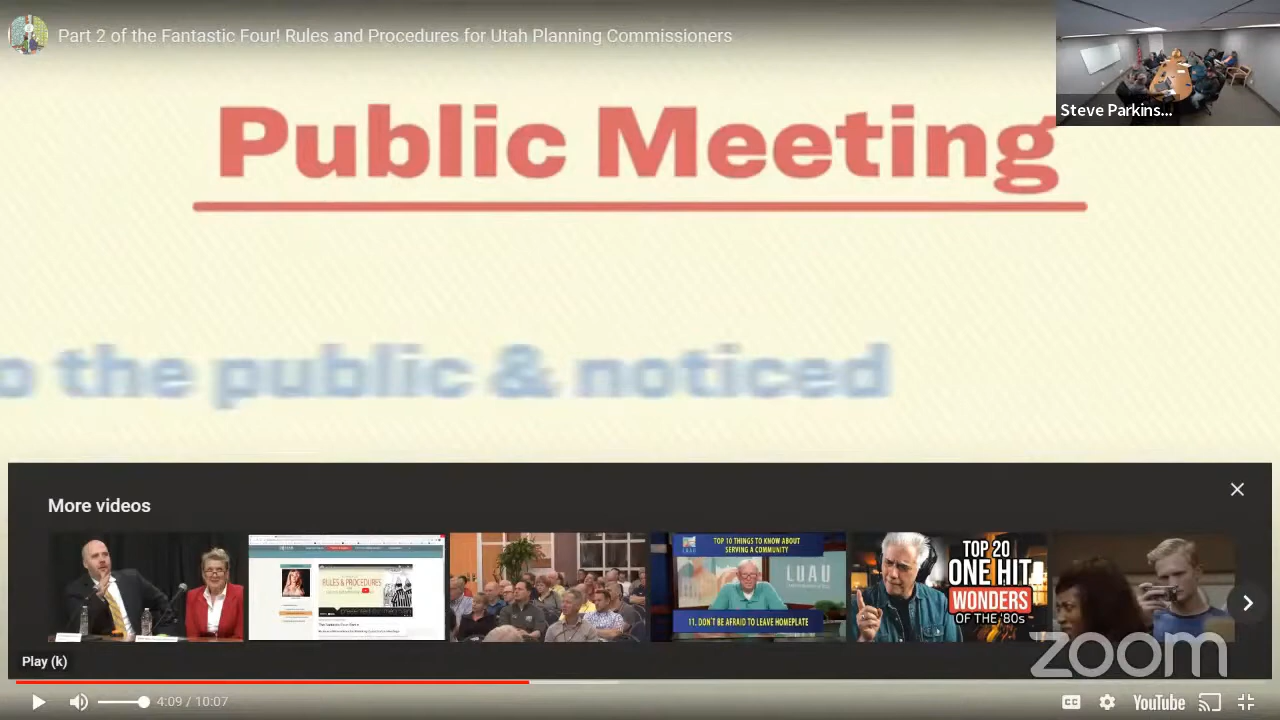 Part 2 of the Fantastic Four! Rules and Procedures for Utah Planning Commissioners
Steve Parkins...
Public Meeting
the public & noticed
More videos
RULES & PROCEDURES
TOP 10 THINGS TO KNOW ABOUT
SERVING A COMMUNITY
LUAU
11. DON'T BE AFRAID TO LEAVE HOMEPLATE
TOP 20
ONE HIT
WONDERS
OF THE '80s
zoom
Play (k)
4:09 / 10:07
CC
YouTube